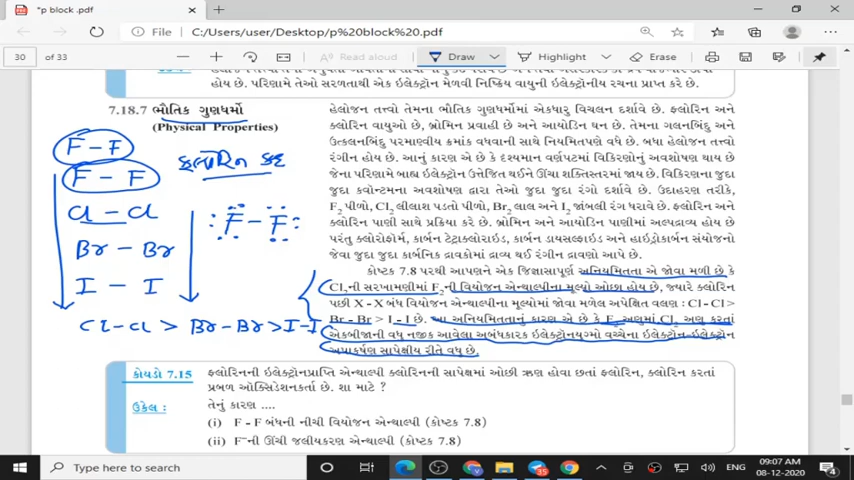 *p block .pdf
File C:/Users/user/Desktop/p%20block%20.pdf
30 of 33 Read aloud Draw Highlight Erase
હોય છે. પરિણામે તેઓ સરળતાથી એક ઇલેક્ટ્રૉન મેળવી નિષ્ક્રિય વાયુની ઇલેક્ટ્રૉનીય રચના પ્રાપ્ત કરે છે.
7.18.7 ભૌતિક ગુણધર્મો
(Physical Properties)
હેલોજન તત્ત્વો તેમના ભૌતિક ગુણધર્મોમાં એકધારુ વિચલન દર્શાવે છે. ફ્લોરિન અને
ક્લોરિન વાયુઓ છે, બ્રોમિન પ્રવાહી છે અને આયોડિન ઘન છે. તેમના ગલનબિંદુ અને
ઉત્કલનબિંદુ પરમાણ્વીય ક્રમાંક વધવાની સાથે નિયમિતપણે વધે છે. બધા હેલોજન તત્ત્વો
રંગીન હોય છે. આનું કારણ એ છે કે દૃશ્યમાન વર્ણપટમાં વિકિરણોનું અવશોષણ થાય છે
જેના પરિણામે બાહ્ય ઇલેક્ટ્રૉન ઉત્તેજિત થઈને ઊંચા શક્તિસ્તરમાં જાય છે. વિકિરણના જુદા
જુદા ક્વોન્ટમના અવશોષણ દ્વારા તેઓ જુદા જુદા રંગો દર્શાવે છે. ઉદાહરણ તરીકે,
F2 પીળો, Cl2 લીલાશ પડતો પીળો, Br2 લાલ અને I2 જાંબલી રંગ ધરાવે છે. ફ્લોરિન અને
ક્લોરિન પાણી સાથે પ્રક્રિયા કરે છે. બ્રોમિન અને આયોડિન પાણીમાં અલ્પદ્રાવ્ય હોય છે
પરંતુ ક્લોરોફોર્મ, કાર્બન ટેટ્રાક્લોરાઇડ, કાર્બન ડાયસલ્ફાઇડ અને હાઇડ્રોકાર્બન સંયોજનો
જેવા જુદા જુદા કાર્બનિક દ્રાવકોમાં દ્રાવ્ય થઈ રંગીન દ્રાવણો આપે છે.
કોષ્ટક 7.8 પરથી આપણને એક જિજ્ઞાસાપૂર્ણ અનિયમિતતા એ જોવા મળી છે કે
Cl2ની સરખામણીમાં F2ની વિયોજન એન્થાલ્પીના મૂલ્યો ઓછા હોય છે, જ્યારે ક્લોરિન
પછી X - X બંધ વિયોજન એન્થાલ્પીના મૂલ્યોમાં જોવા મળેલ અપેક્ષિત વલણ : Cl - Cl >
Br - Br > I - I છે. આ અનિયમિતતાનું કારણ એ છે કે F2 અણુમાં Cl2 અણુ કરતાં
એકબીજાની વધુ નજીક આવેલા અબંધકારક ઇલેક્ટ્રૉનયુગ્મો વચ્ચેના ઇલેક્ટ્રૉન-ઇલેક્ટ્રૉન
અપાકર્ષણ સાપેક્ષીય રીતે વધુ છે.
F - F
F - F
Cl - Cl
Br - Br
I - I
ફ્લોરિન કદ
F - F
Cl-Cl > Br-Br > I-I
કોયડો 7.15
ફ્લોરિનની ઇલેક્ટ્રૉનપ્રાપ્તિ એન્થાલ્પી ક્લોરિનની સાપેક્ષમાં ઓછી ઋણ હોવા છતાં ફ્લોરિન, ક્લોરિન કરતાં
પ્રબળ ઑક્સિડેશનકર્તા છે. શા માટે ?
ઉકેલ :
તેનું કારણ ....
(i) F - F બંધની નીચી વિયોજન એન્થાલ્પી (કોષ્ટક 7.8)
(ii) F⁻ની ઊંચી જલીયકરણ એન્થાલ્પી (કોષ્ટક 7.8)
Type here to search
35
ENG
09:07 AM
08-12-2020
4